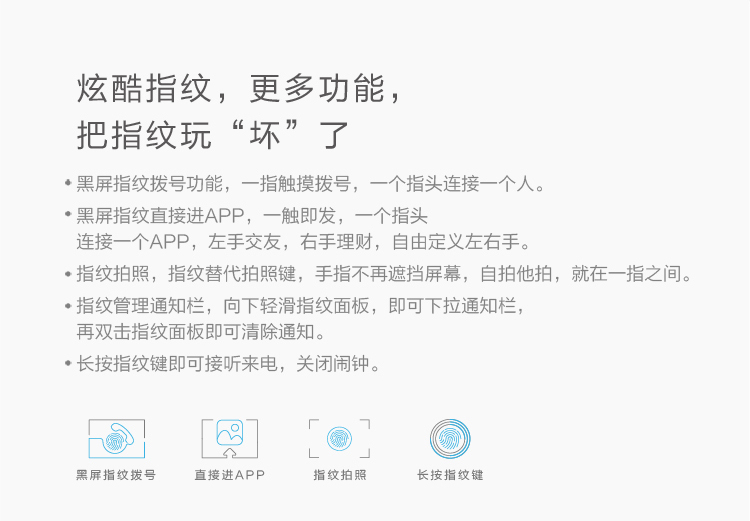 炫酷指纹，更多功能，
把指纹玩“坏”了
• 黑屏指纹拨号功能，一指触摸拨号，一个指头连接一个人。
• 黑屏指纹直接进APP，一触即发，一个指头
连接一个APP，左手交友，右手理财，自由定义左右手。
• 指纹拍照，指纹替代拍照键，手指不再遮挡屏幕，自拍他拍，就在一指之间。
• 指纹管理通知栏，向下轻滑指纹面板，即可下拉通知栏，
再双击指纹面板即可清除通知。
• 长按指纹键即可接听来电，关闭闹钟。
黑屏指纹拨号 直接进APP 指纹拍照 长按指纹键